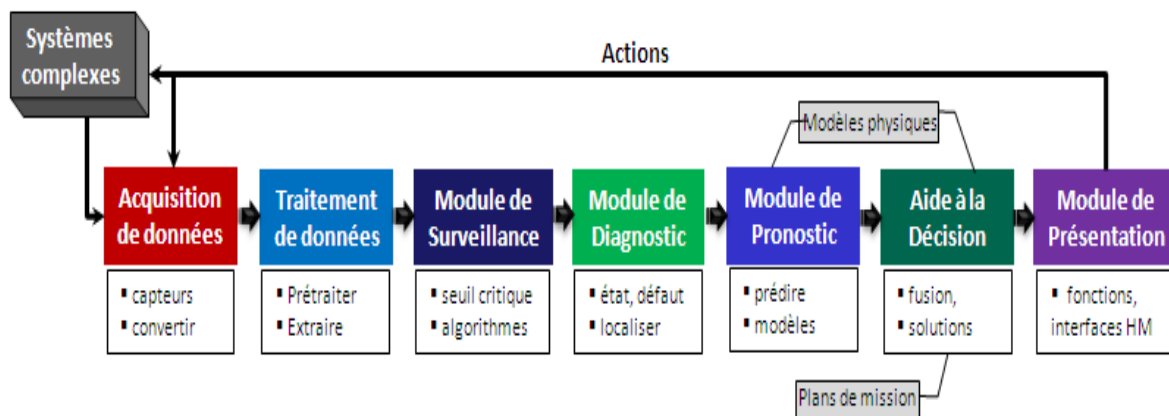 Systèmes
complexes
Actions
Modèles physiques
Acquisition
de données
Traitement
de données
Module de
Surveillance
Module de
Diagnostic
Module de
Pronostic
Aide à la
Décision
Module de
Présentation
▪ capteurs
▪ convertir
▪ Prétraiter
▪ Extraire
▪ seuil critique
▪ algorithmes
▪ état, défaut
▪ localiser
▪ prédire
▪ modèles
▪ fusion,
▪ solutions
▪ fonctions,
interfaces HM
Plans de mission